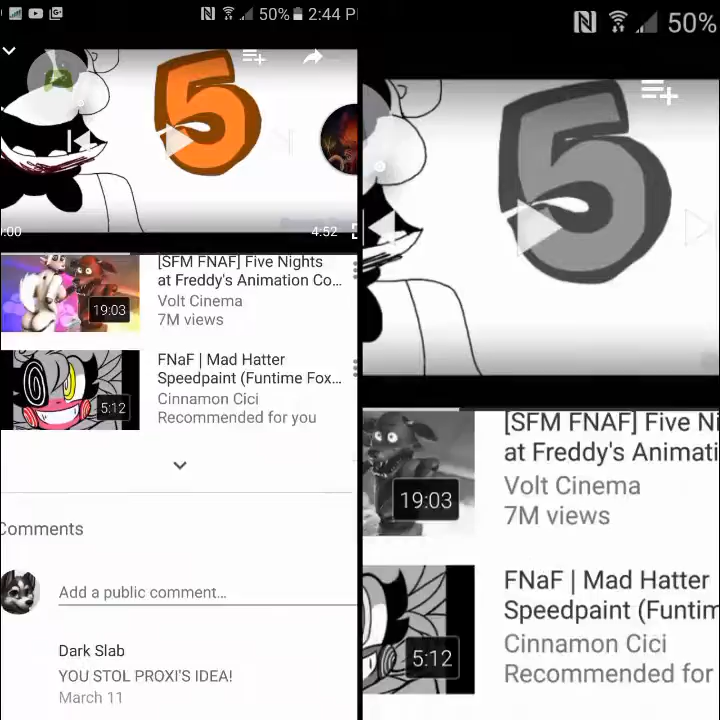 50% 2:44 P
5
:00
4:52
[SFM FNAF] Five Nights
at Freddy's Animation Co...
Volt Cinema
7M views
19:03
FNaF | Mad Hatter
Speedpaint (Funtime Fox...
Cinnamon Cici
Recommended for you
5:12
Comments
Add a public comment...
Dark Slab
YOU STOL PROXI'S IDEA!
March 11
50%
5
[SFM FNAF] Five Ni
at Freddy's Animati
Volt Cinema
7M views
19:03
FNaF | Mad Hatter
Speedpaint (Funtim
Cinnamon Cici
Recommended for
5:12